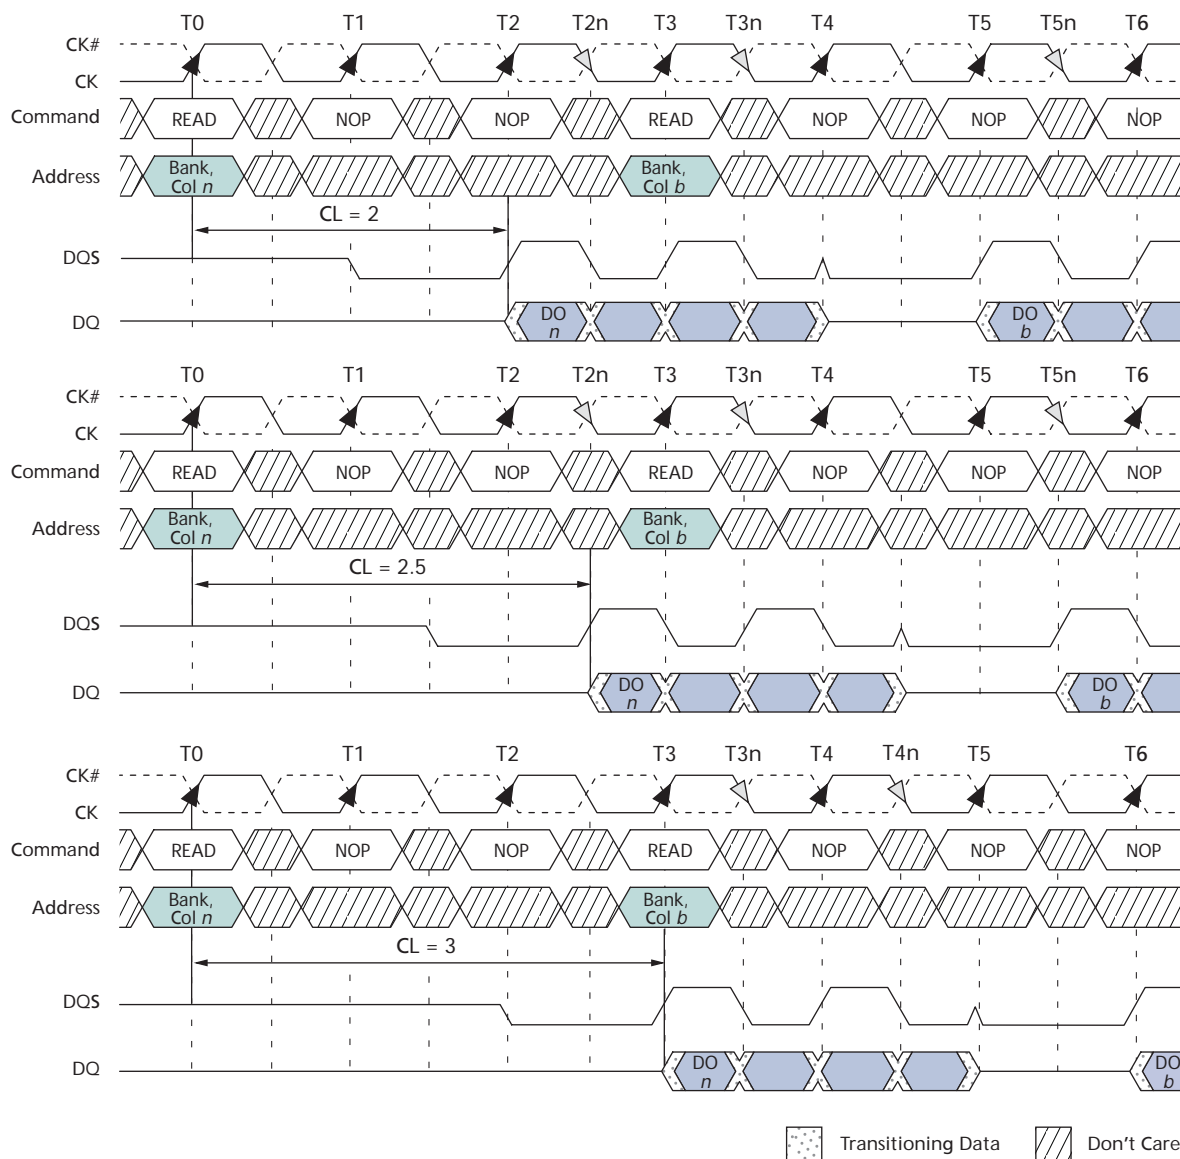 T0 T1 T2 T2n T3 T3n T4 T5 T5n T6
CK#
CK
Command READ NOP NOP READ NOP NOP NOP
Address Bank, Col n Bank, Col b
CL = 2
DQS
DQ DO n DO b
T0 T1 T2 T2n T3 T3n T4 T5 T5n T6
CK#
CK
Command READ NOP NOP READ NOP NOP NOP
Address Bank, Col n Bank, Col b
CL = 2.5
DQS
DQ DO n DO b
T0 T1 T2 T3 T3n T4 T4n T5 T6
CK#
CK
Command READ NOP NOP READ NOP NOP NOP
Address Bank, Col n Bank, Col b
CL = 3
DQS
DQ DO n DO b
Transitioning Data Don't Care